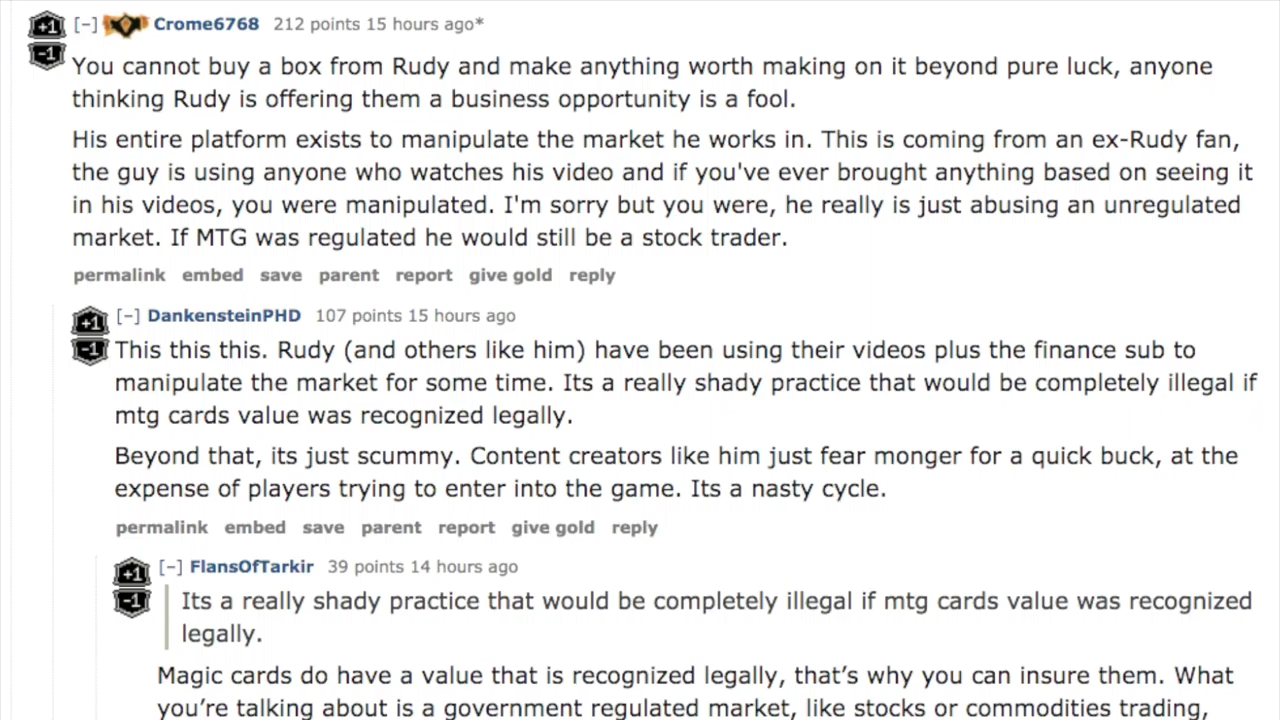 +1 [−] Crome6768 212 points 15 hours ago*
-1
You cannot buy a box from Rudy and make anything worth making on it beyond pure luck, anyone
thinking Rudy is offering them a business opportunity is a fool.
His entire platform exists to manipulate the market he works in. This is coming from an ex-Rudy fan,
the guy is using anyone who watches his video and if you've ever brought anything based on seeing it
in his videos, you were manipulated. I'm sorry but you were, he really is just abusing an unregulated
market. If MTG was regulated he would still be a stock trader.
permalink embed save parent report give gold reply
+1 [−] DankensteinPHD 107 points 15 hours ago
-1 This this this. Rudy (and others like him) have been using their videos plus the finance sub to
manipulate the market for some time. Its a really shady practice that would be completely illegal if
mtg cards value was recognized legally.
Beyond that, its just scummy. Content creators like him just fear monger for a quick buck, at the
expense of players trying to enter into the game. Its a nasty cycle.
permalink embed save parent report give gold reply
+1 [−] FlansOfTarkir 39 points 14 hours ago
-1 Its a really shady practice that would be completely illegal if mtg cards value was recognized
legally.
Magic cards do have a value that is recognized legally, that’s why you can insure them. What
you’re talking about is a government regulated market, like stocks or commodities trading,